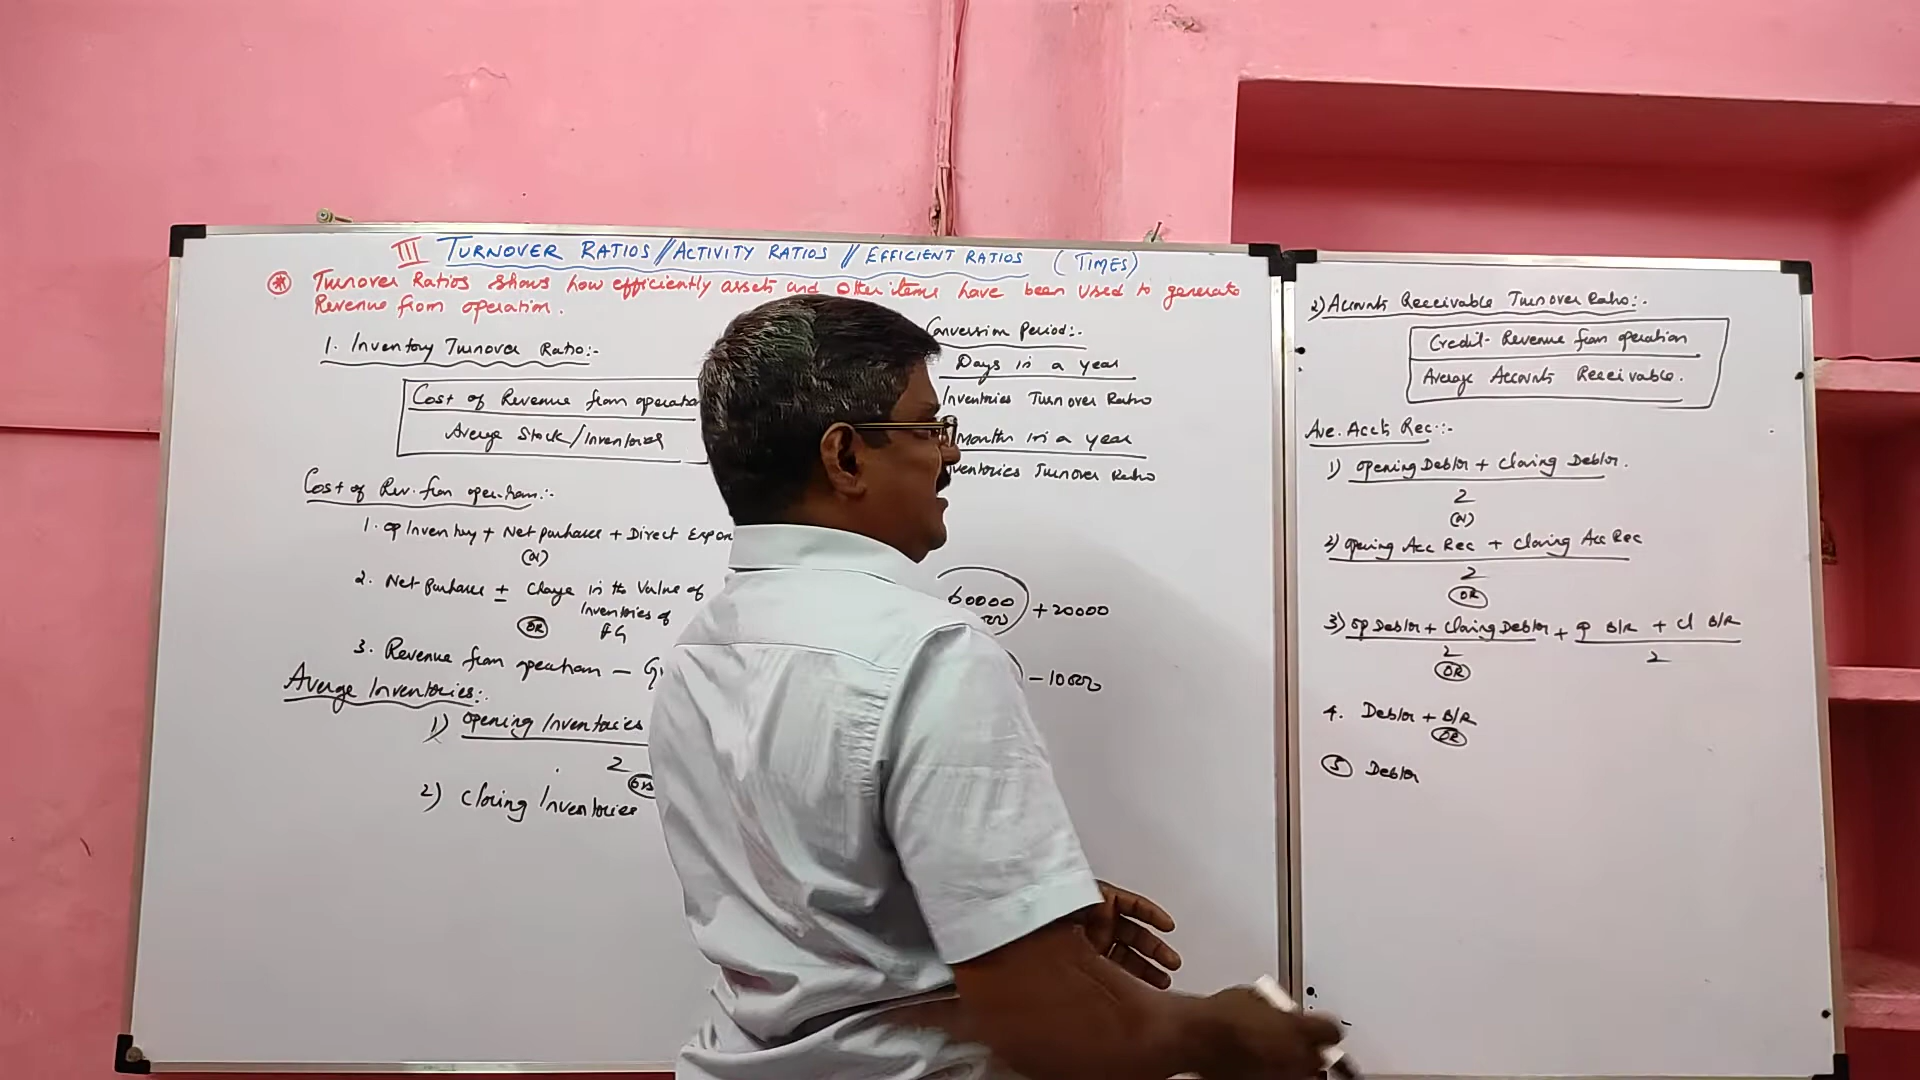 III TURNOVER RATIOS // ACTIVITY RATIOS // EFFICIENT RATIOS (TIMES)
Turnover Ratios shows how efficiently assets and other items have been used to generate
Revenue from operation.
1. Inventory Turnover Ratio:-
Cost of Revenue from operation
Average Stock/Inventories
Cost of Rev. from operation:-
1. op Inventory + Net purchases + Direct Expen
(or)
2. Net purchase ± Change in the Value of
Inventories of
FG
OR
3. Revenue from operation - G
Average Inventories:-
1) opening Inventories
2
OR
2) Closing Inventories
Conversion Period:-
Days in a year
Inventories Turnover Ratio
Months in a year
ventories Turnover Ratio
60000 + 20000
- 10000
2) Accounts Receivable Turnover Ratio:-
Credit - Revenue from operation
Average Accounts Receivable.
Ave. Accts Rec:-
1) opening Debtor + Closing Debtor.
2
(or)
2) opening Acc Rec + Closing Acc Rec
2
OR
3) op Debtor + Closing Debtor + op B/R + Cl B/R
2 2
OR
4. Debtor + B/R
OR
5 Debtor